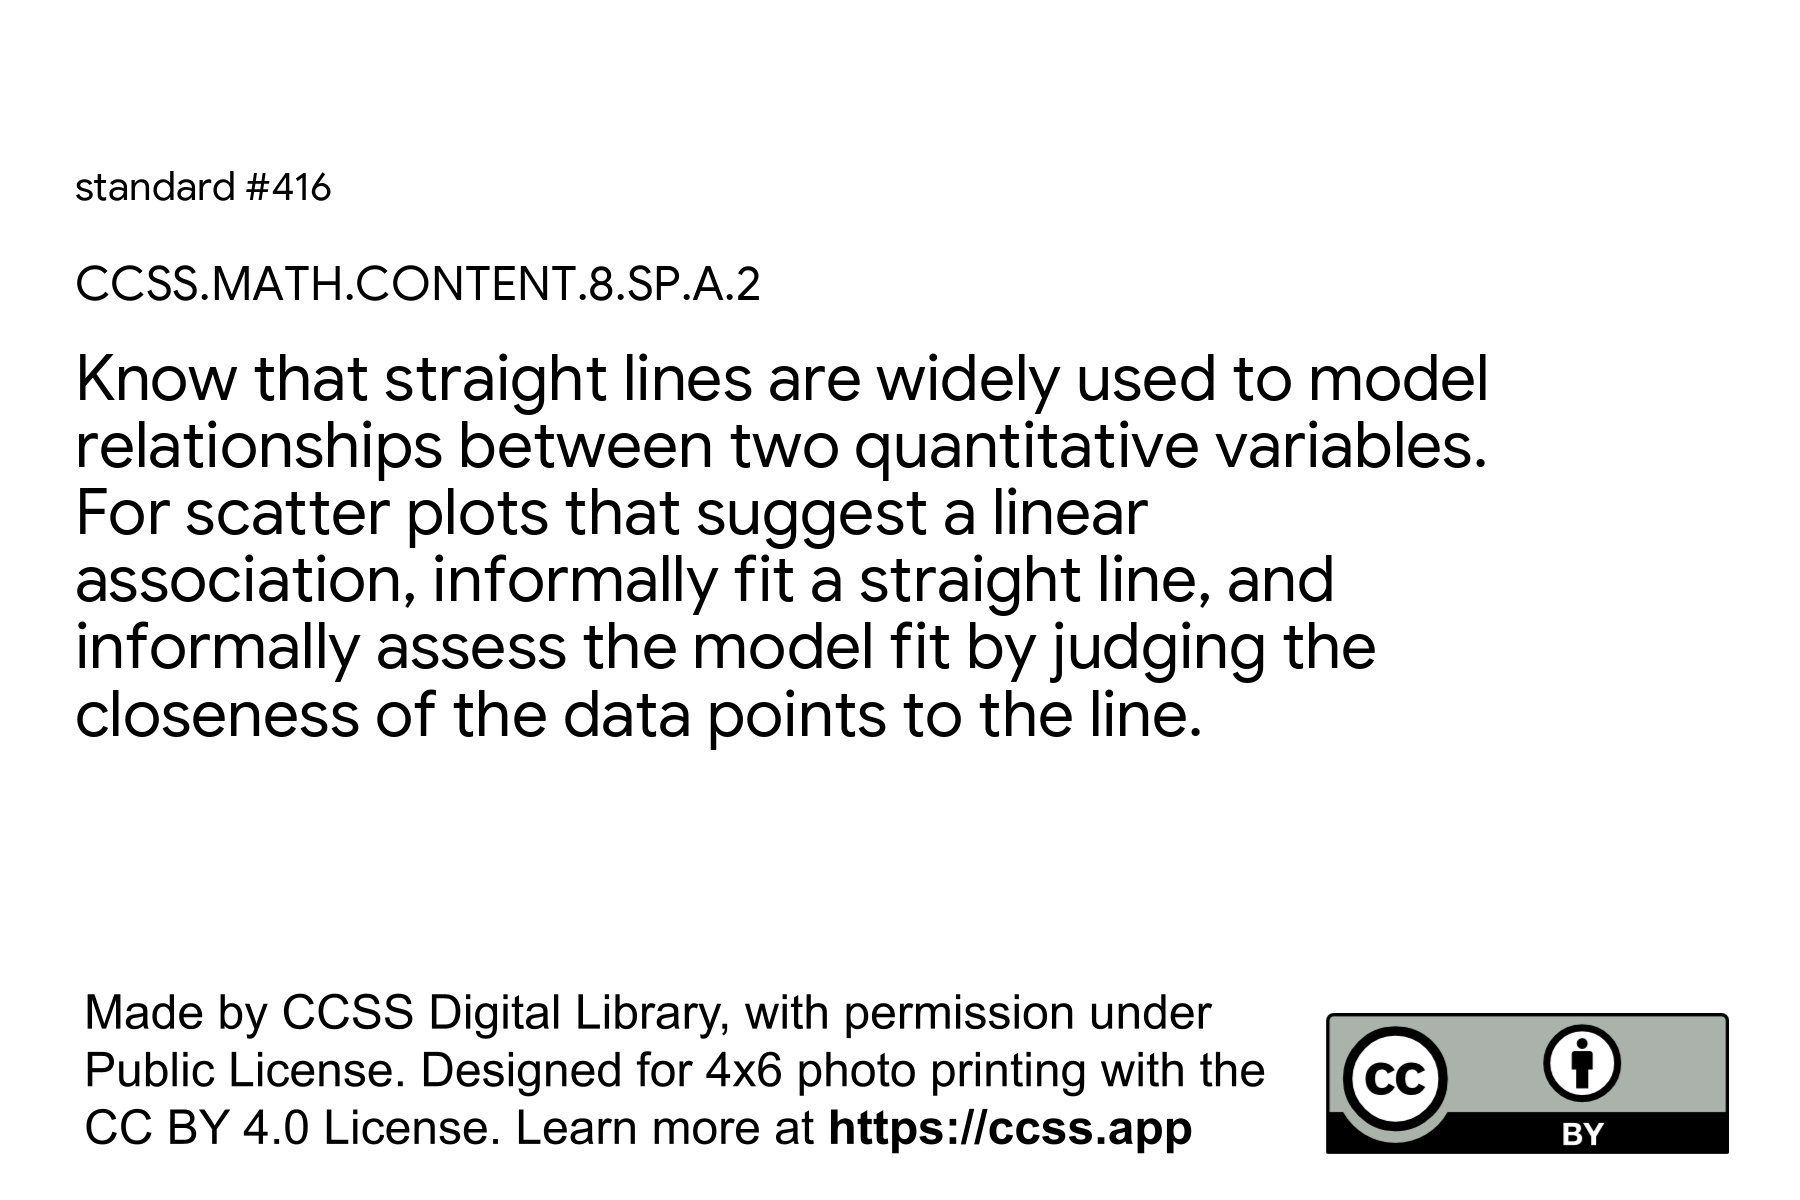 standard #416
CCSS.MATH.CONTENT.8.SP.A.2
Know that straight lines are widely used to model
relationships between two quantitative variables.
For scatter plots that suggest a linear
association, informally fit a straight line, and
informally assess the model fit by judging the
closeness of the data points to the line.
Made by CCSS Digital Library, with permission under
Public License. Designed for 4x6 photo printing with the
CC BY 4.0 License. Learn more at https://ccss.app
CC
BY